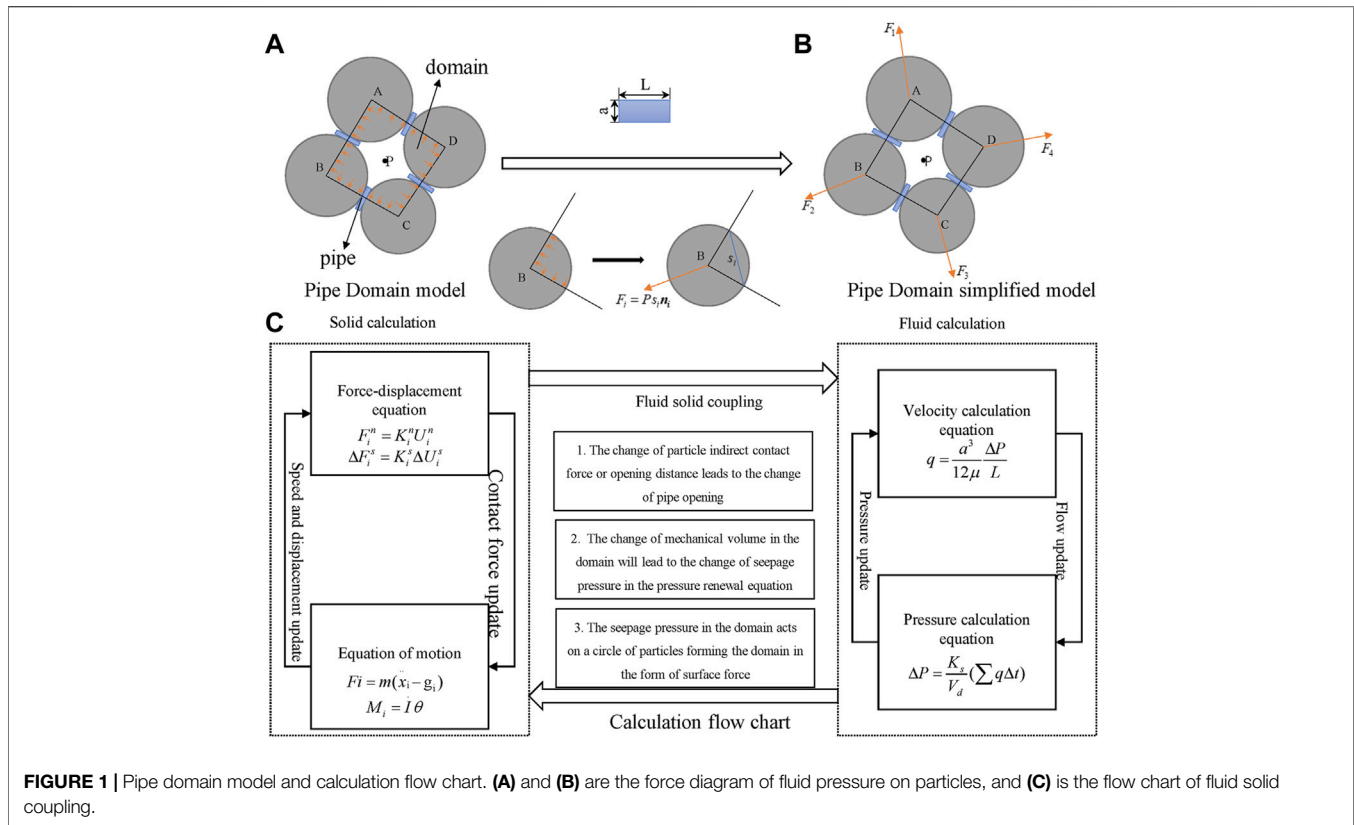 A
domain
A
D
P
B
C
pipe
Pipe Domain model
L
a
B
F_i = Ps_i n_i
B
s_i
B
F_1
A
D
F_4
P
B
F_2
C
F_3
Pipe Domain simplified model
C
Solid calculation
Force-displacement
equation
F_i^n = K_i^n U_i^n
ΔF_i^s = K_i^s ΔU_i^s
Speed and displacement update
Contact force update
Equation of motion
Fi = m(ẍ_i − g_i)
M_i = İθ
Fluid solid coupling
1. The change of particle indirect contact
force or opening distance leads to the change
of pipe opening
2. The change of mechanical volume in the
domain will lead to the change of seepage
pressure in the pressure renewal equation
3. The seepage pressure in the domain acts
on a circle of particles forming the domain in
the form of surface force
Calculation flow chart
Fluid calculation
Velocity calculation
equation
q = a³/12μ ΔP/L
Pressure update
Flow update
Pressure calculation
equation
ΔP = K_s/V_d (∑ qΔt)
FIGURE 1 | Pipe domain model and calculation flow chart. (A) and (B) are the force diagram of fluid pressure on particles, and (C) is the flow chart of fluid solid
coupling.